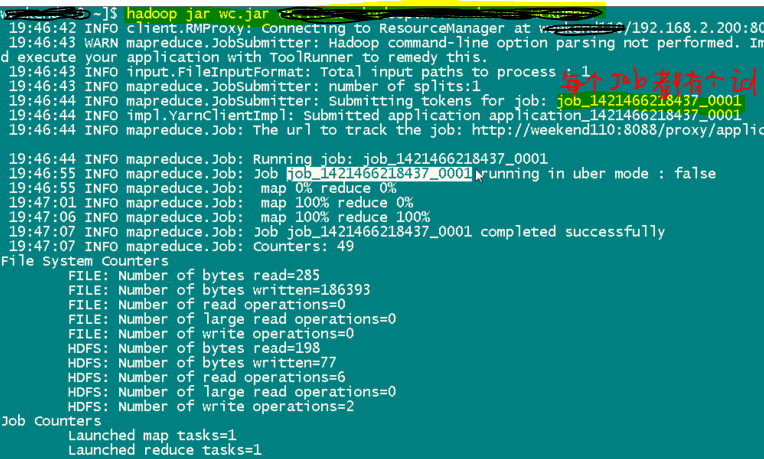 ~]$ hadoop jar wc.jar
19:46:42 INFO client.RMProxy: Connecting to ResourceManager at /192.168.2.200:80
19:46:43 WARN mapreduce.JobSubmitter: Hadoop command-line option parsing not performed. Im
d execute your application with ToolRunner to remedy this.
19:46:43 INFO input.FileInputFormat: Total input paths to process : 1
19:46:43 INFO mapreduce.JobSubmitter: number of splits:1
每个Job都有个id
19:46:44 INFO mapreduce.JobSubmitter: Submitting tokens for job: job_1421466218437_0001
19:46:44 INFO impl.YarnClientImpl: Submitted application application_1421466218437_0001
19:46:44 INFO mapreduce.Job: The url to track the job: http://weekend110:8088/proxy/applic
19:46:44 INFO mapreduce.Job: Running job: job_1421466218437_0001
19:46:55 INFO mapreduce.Job: Job job_1421466218437_0001 running in uber mode : false
19:46:55 INFO mapreduce.Job:  map 0% reduce 0%
19:47:01 INFO mapreduce.Job:  map 100% reduce 0%
19:47:06 INFO mapreduce.Job:  map 100% reduce 100%
19:47:07 INFO mapreduce.Job: Job job_1421466218437_0001 completed successfully
19:47:07 INFO mapreduce.Job: Counters: 49
File System Counters
FILE: Number of bytes read=285
FILE: Number of bytes written=186393
FILE: Number of read operations=0
FILE: Number of large read operations=0
FILE: Number of write operations=0
HDFS: Number of bytes read=198
HDFS: Number of bytes written=77
HDFS: Number of read operations=6
HDFS: Number of large read operations=0
HDFS: Number of write operations=2
Job Counters
Launched map tasks=1
Launched reduce tasks=1